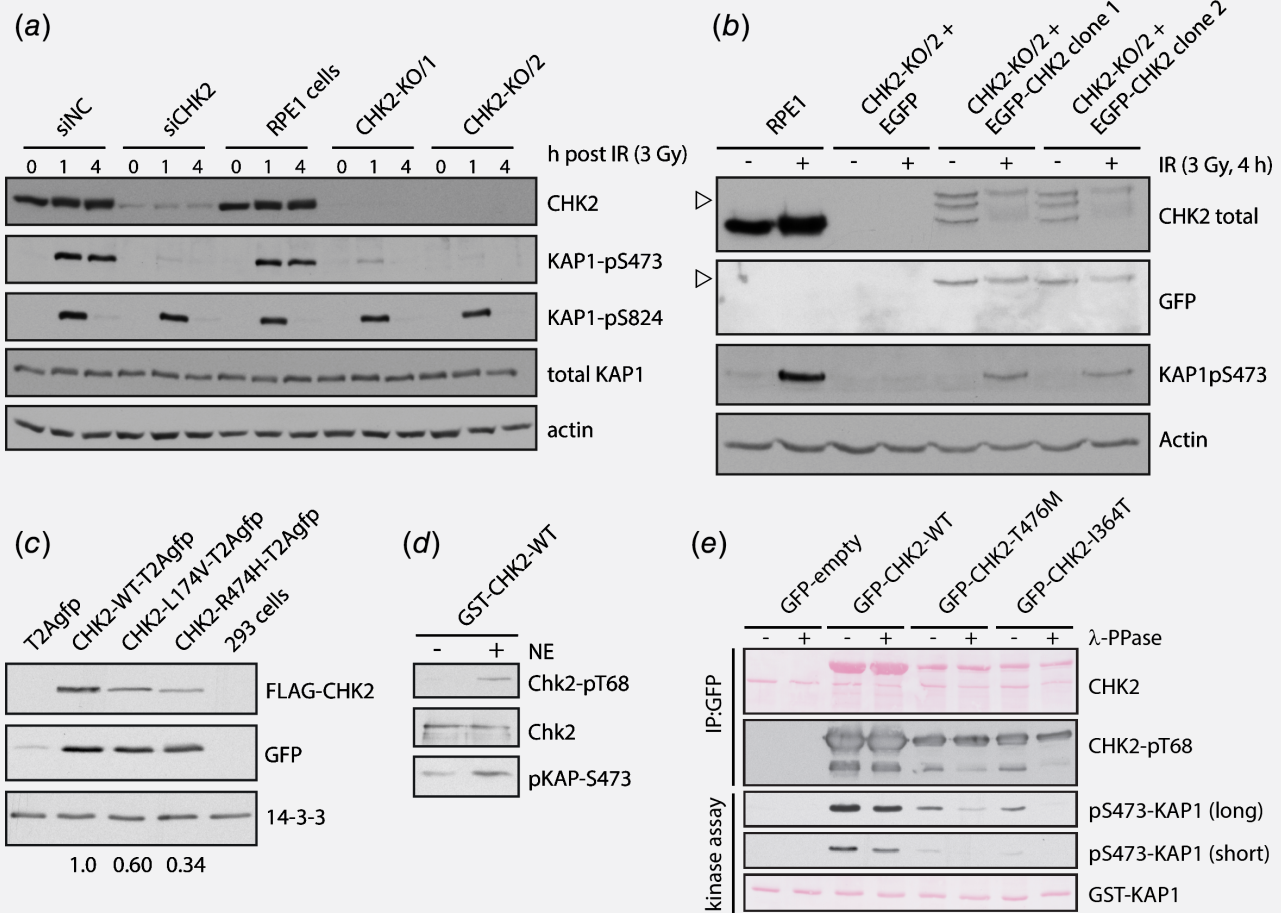 (a)
siNC
siCHK2
RPE1 cells
CHK2-KO/1
CHK2-KO/2
0 1 4 0 1 4 0 1 4 0 1 4 0 1 4 h post IR (3 Gy)
CHK2
KAP1-pS473
KAP1-pS824
total KAP1
actin
(b)
RPE1
CHK2-KO/2 +
EGFP
CHK2-KO/2 +
EGFP-CHK2 clone 1
CHK2-KO/2 +
EGFP-CHK2 clone 2
- + - + - + - + IR (3 Gy, 4 h)
CHK2 total
GFP
KAP1pS473
Actin
(c)
T2Agfp
CHK2-WT-T2Agfp
CHK2-L174V-T2Agfp
CHK2-R474H-T2Agfp
293 cells
FLAG-CHK2
GFP
14-3-3
1.0 0.60 0.34
(d)
GST-CHK2-WT
- + NE
Chk2-pT68
Chk2
pKAP-S473
(e)
GFP-empty
GFP-CHK2-WT
GFP-CHK2-T476M
GFP-CHK2-I364T
- + - + - + - + λ-PPase
IP:GFP
CHK2
CHK2-pT68
kinase assay
pS473-KAP1 (long)
pS473-KAP1 (short)
GST-KAP1